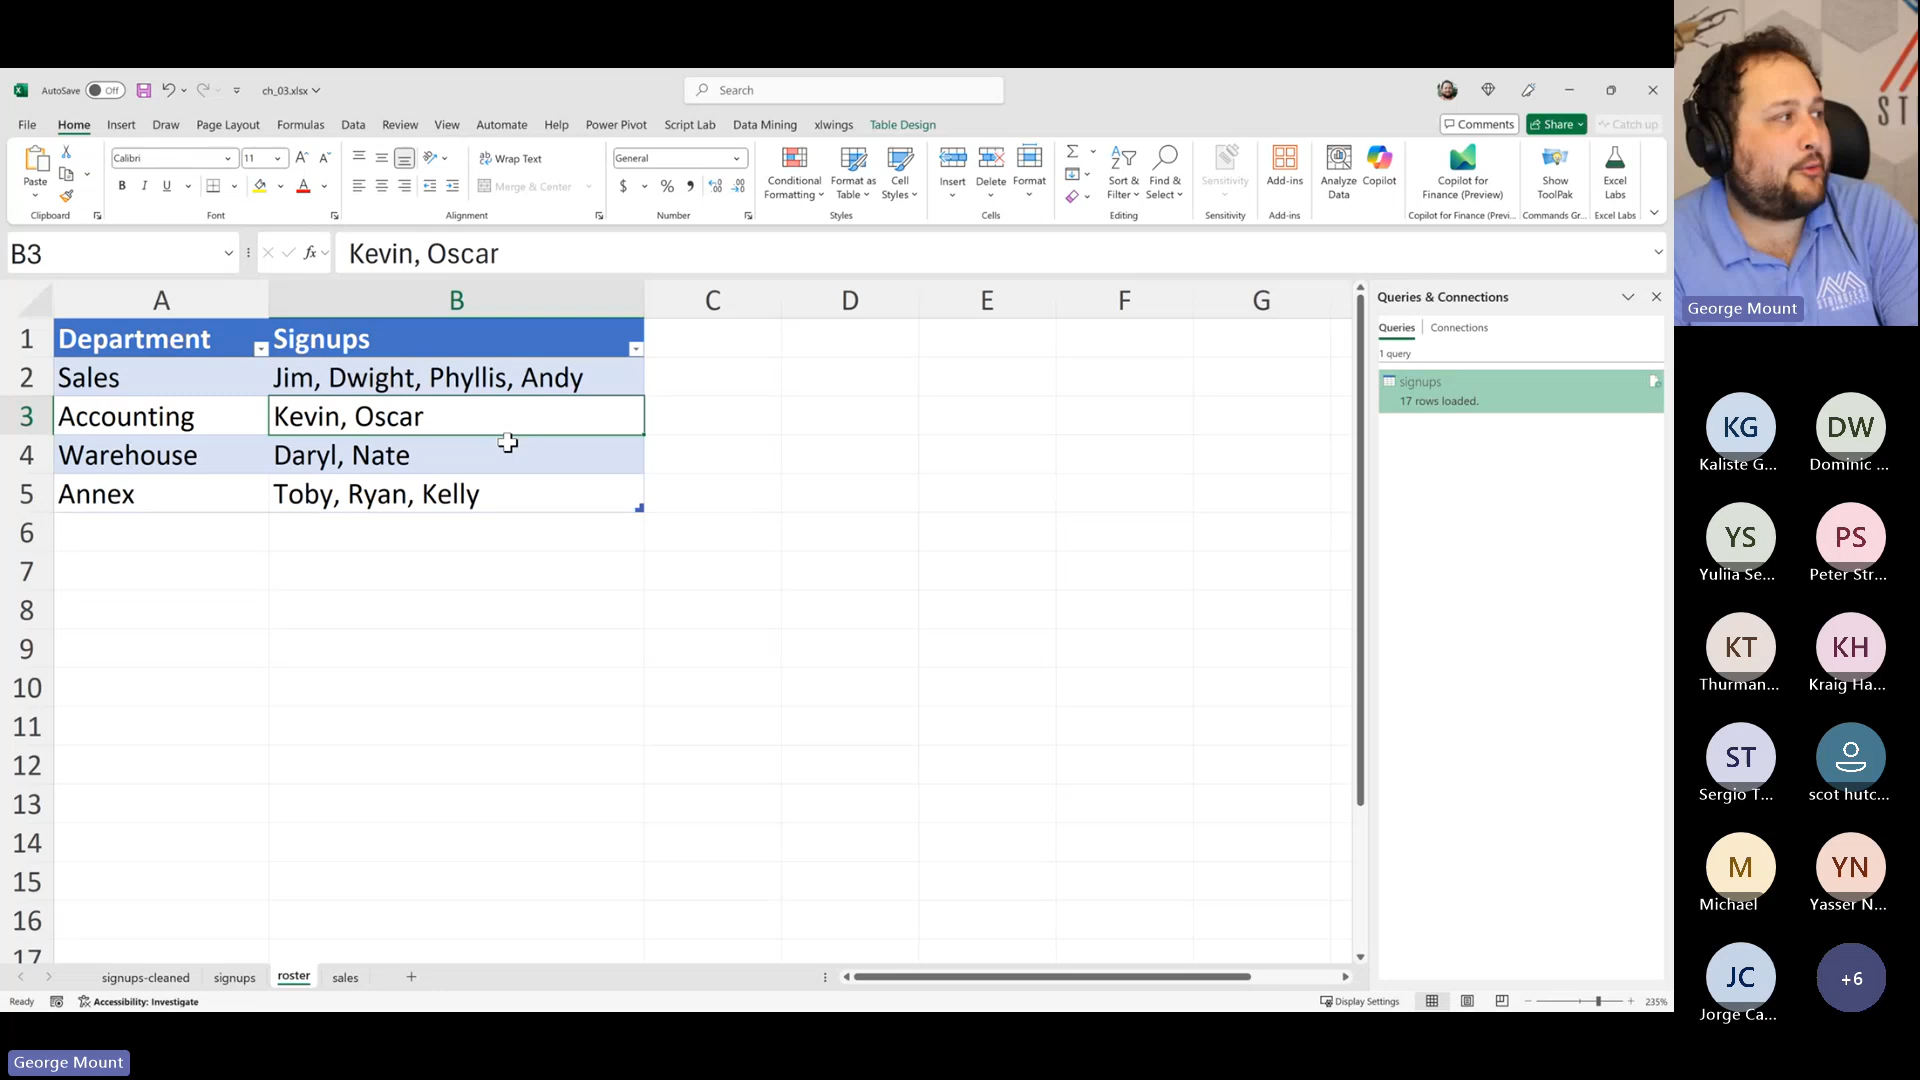 AutoSave Off ch_03.xlsx Search
File Home Insert Draw Page Layout Formulas Data Review View Automate Help Power Pivot Script Lab Data Mining xlwings Table Design Comments Share Catch up
Paste Calibri 11 Wrap Text General Conditional Formatting Format as Table Cell Styles Insert Delete Format Sort & Filter Find & Select Sensitivity Add-ins Analyze Data Copilot Copilot for Finance (Preview) Show ToolPak Excel Labs
B I U Merge & Center $ %
Clipboard Font Alignment Number Styles Cells Editing Sensitivity Add-ins Copilot for Finance (Previ... Commands Gr... Excel Labs
B3 fx Kevin, Oscar
A B C D E F G
1 Department Signups
2 Sales Jim, Dwight, Phyllis, Andy
3 Accounting Kevin, Oscar
4 Warehouse Daryl, Nate
5 Annex Toby, Ryan, Kelly
6
7
8
9
10
11
12
13
14
15
16
17
signups-cleaned signups roster sales
Ready Accessibility: Investigate Display Settings 235%
Queries & Connections
Queries Connections
1 query
signups
17 rows loaded.
George Mount
KG DW
Kaliste G... Dominic ...
YS PS
Yuliia Se... Peter Str...
KT KH
Thurman... Kraig Ha...
ST
Sergio T... scot hutc...
M YN
Michael Yasser N...
JC +6
Jorge Ca...
George Mount